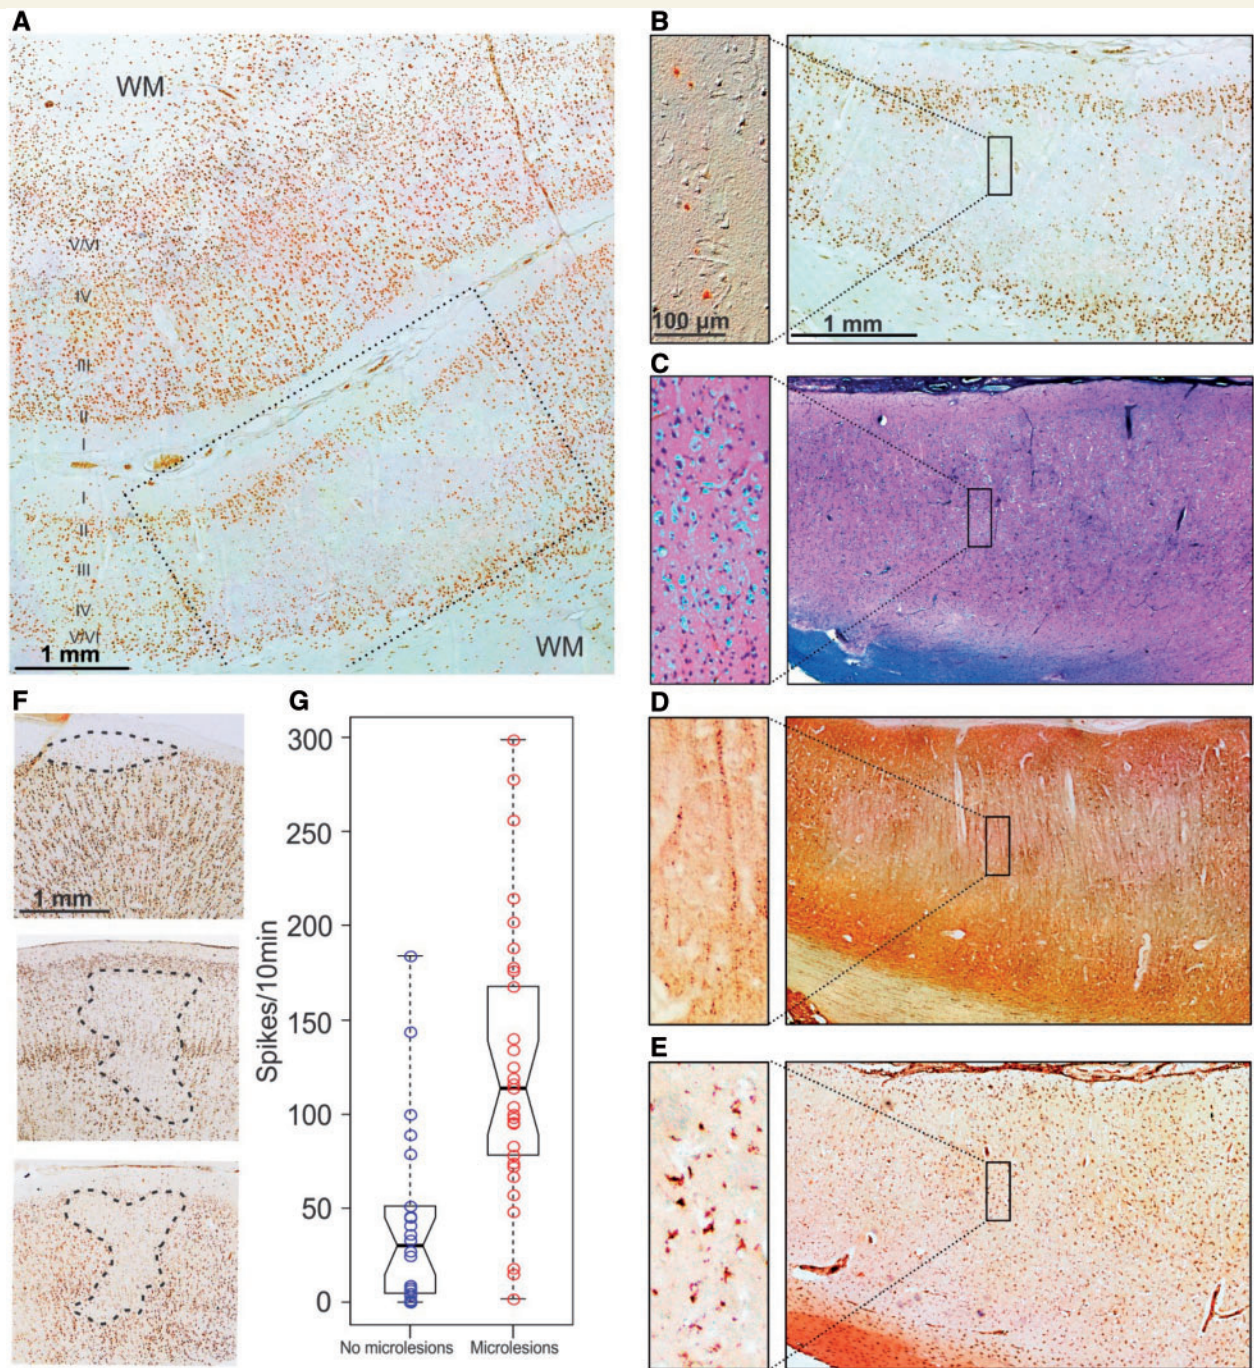 A
WM
V/VI
IV
III
II
I
I
II
III
IV
V/VI
1 mm
WM
B
100 µm
1 mm
C
D
E
F
1 mm
G
Spikes/10min
300
250
200
150
100
50
0
No microlesions
Microlesions